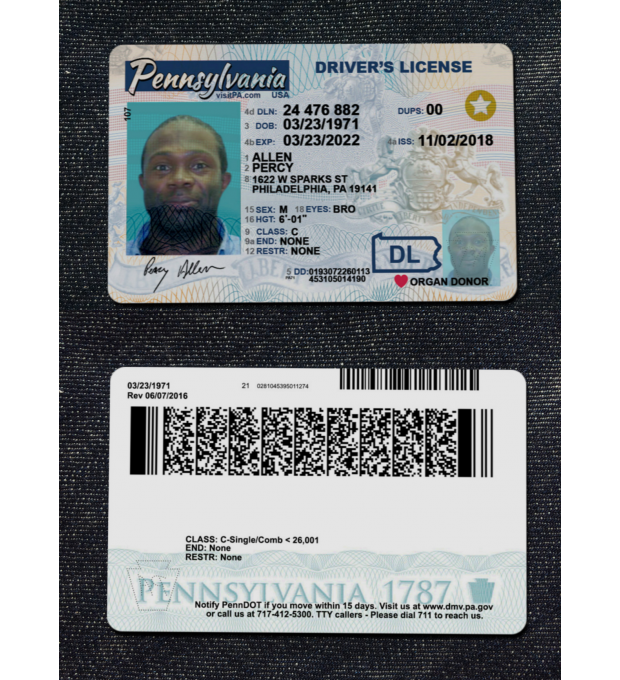 Pennsylvania
visitPA.com USA
DRIVER'S LICENSE
107
4d DLN: 24 476 882 DUPS: 00
3 DOB: 03/23/1971
4b EXP: 03/23/2022 4a ISS: 11/02/2018
1 ALLEN
2 PERCY
8 1622 W SPARKS ST
PHILADELPHIA, PA 19141
15 SEX: M 18 EYES: BRO
16 HGT: 6'-01"
9 CLASS: C
9a END: NONE
12 RESTR: NONE
DL
Percy Allen
5 DD: 0193072260113
453105014190
ORGAN DONOR
03/23/1971
Rev 06/07/2016
21 0281045395011274
CLASS: C-Single/Comb < 26,001
END: None
RESTR: None
PENNSYLVANIA 1787
Notify PennDOT if you move within 15 days. Visit us at www.dmv.pa.gov
or call us at 717-412-5300. TTY callers - Please dial 711 to reach us.